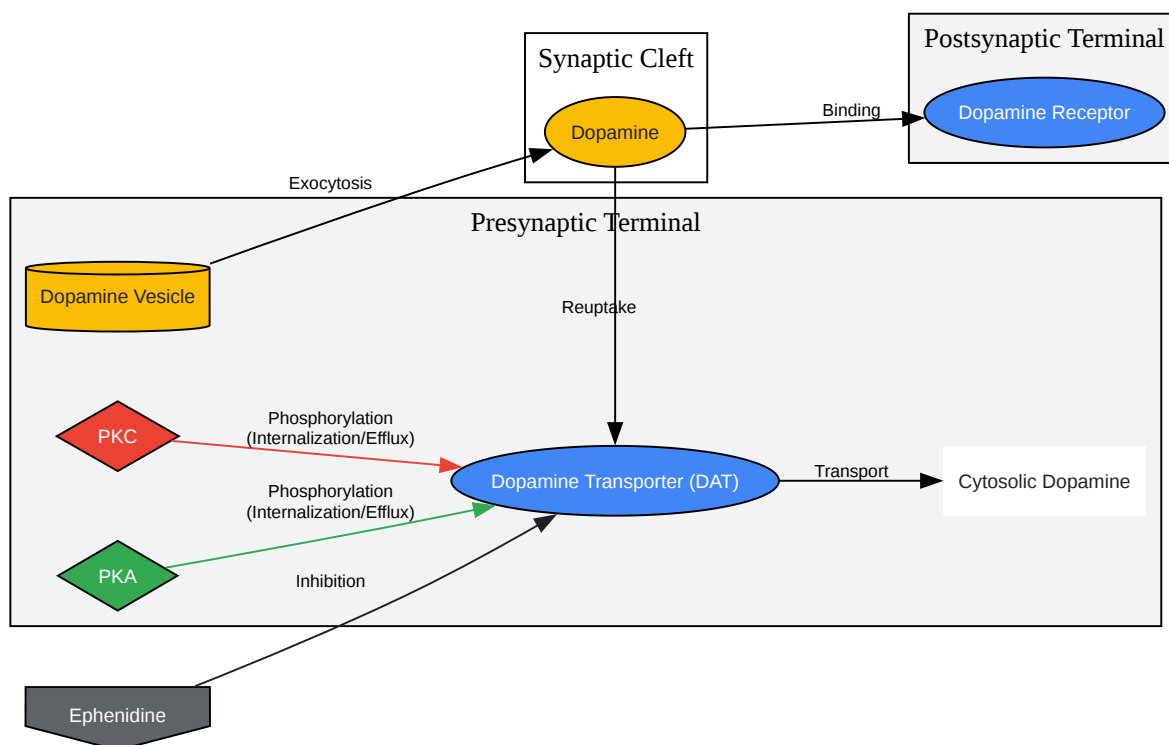 Postsynaptic Terminal
Synaptic Cleft
Dopamine Receptor
Binding
Dopamine
Exocytosis
Presynaptic Terminal
Dopamine Vesicle
Reuptake
Phosphorylation
(Internalization/Efflux)
PKC
Dopamine Transporter (DAT)
Transport
Cytosolic Dopamine
Phosphorylation
(Internalization/Efflux)
PKA
Inhibition
Ephenidine